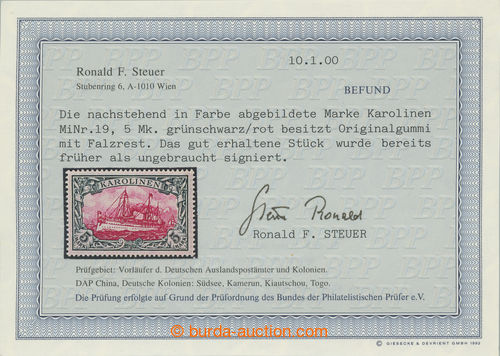 10.1.00
Ronald F. Steuer
Stubenring 6, A-1010 Wien
BEFUND
Die nachstehend in Farbe abgebildete Marke Karolinen
MiNr.19, 5 Mk. grünschwarz/rot besitzt Originalgummi
mit Falzrest. Das gut erhaltene Stück wurde bereits
früher als ungebraucht signiert.
KAROLINEN
5 5
Ronald F. STEUER
Prüfgebiet: Vorläufer d. Deutschen Auslandspostämter und Kolonien.
DAP China, Deutsche Kolonien: Südsee, Kamerun, Kiautschou, Togo.
Die Prüfung erfolgte auf Grund der Prüfordnung des Bundes der Philatelistischen Prüfer e.V.
© GIESECKE & DEVRIENT GMBH 1992
burda-auction.com